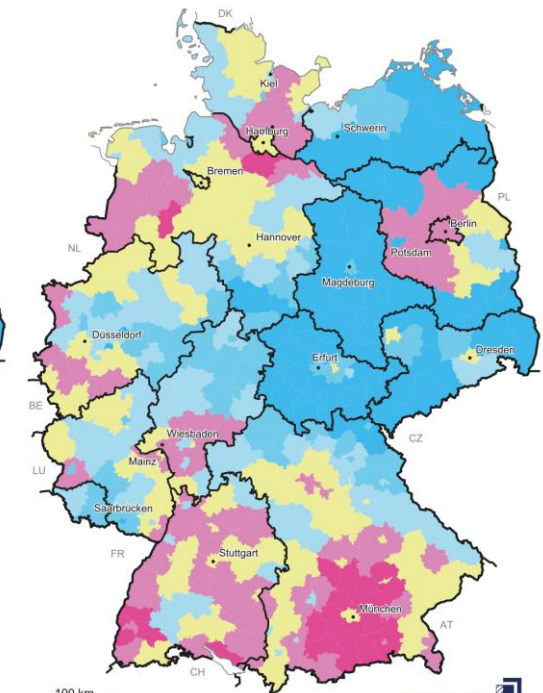 DK
Kiel
Schwerin
Hamburg
Bremen
PL
Berlin
NL
Hannover
Potsdam
Magdeburg
Düsseldorf
Dresden
Erfurt
BE
CZ
Wiesbaden
LU
Mainz
Saarbrücken
FR
Stuttgart
München
AT
CH
100 km